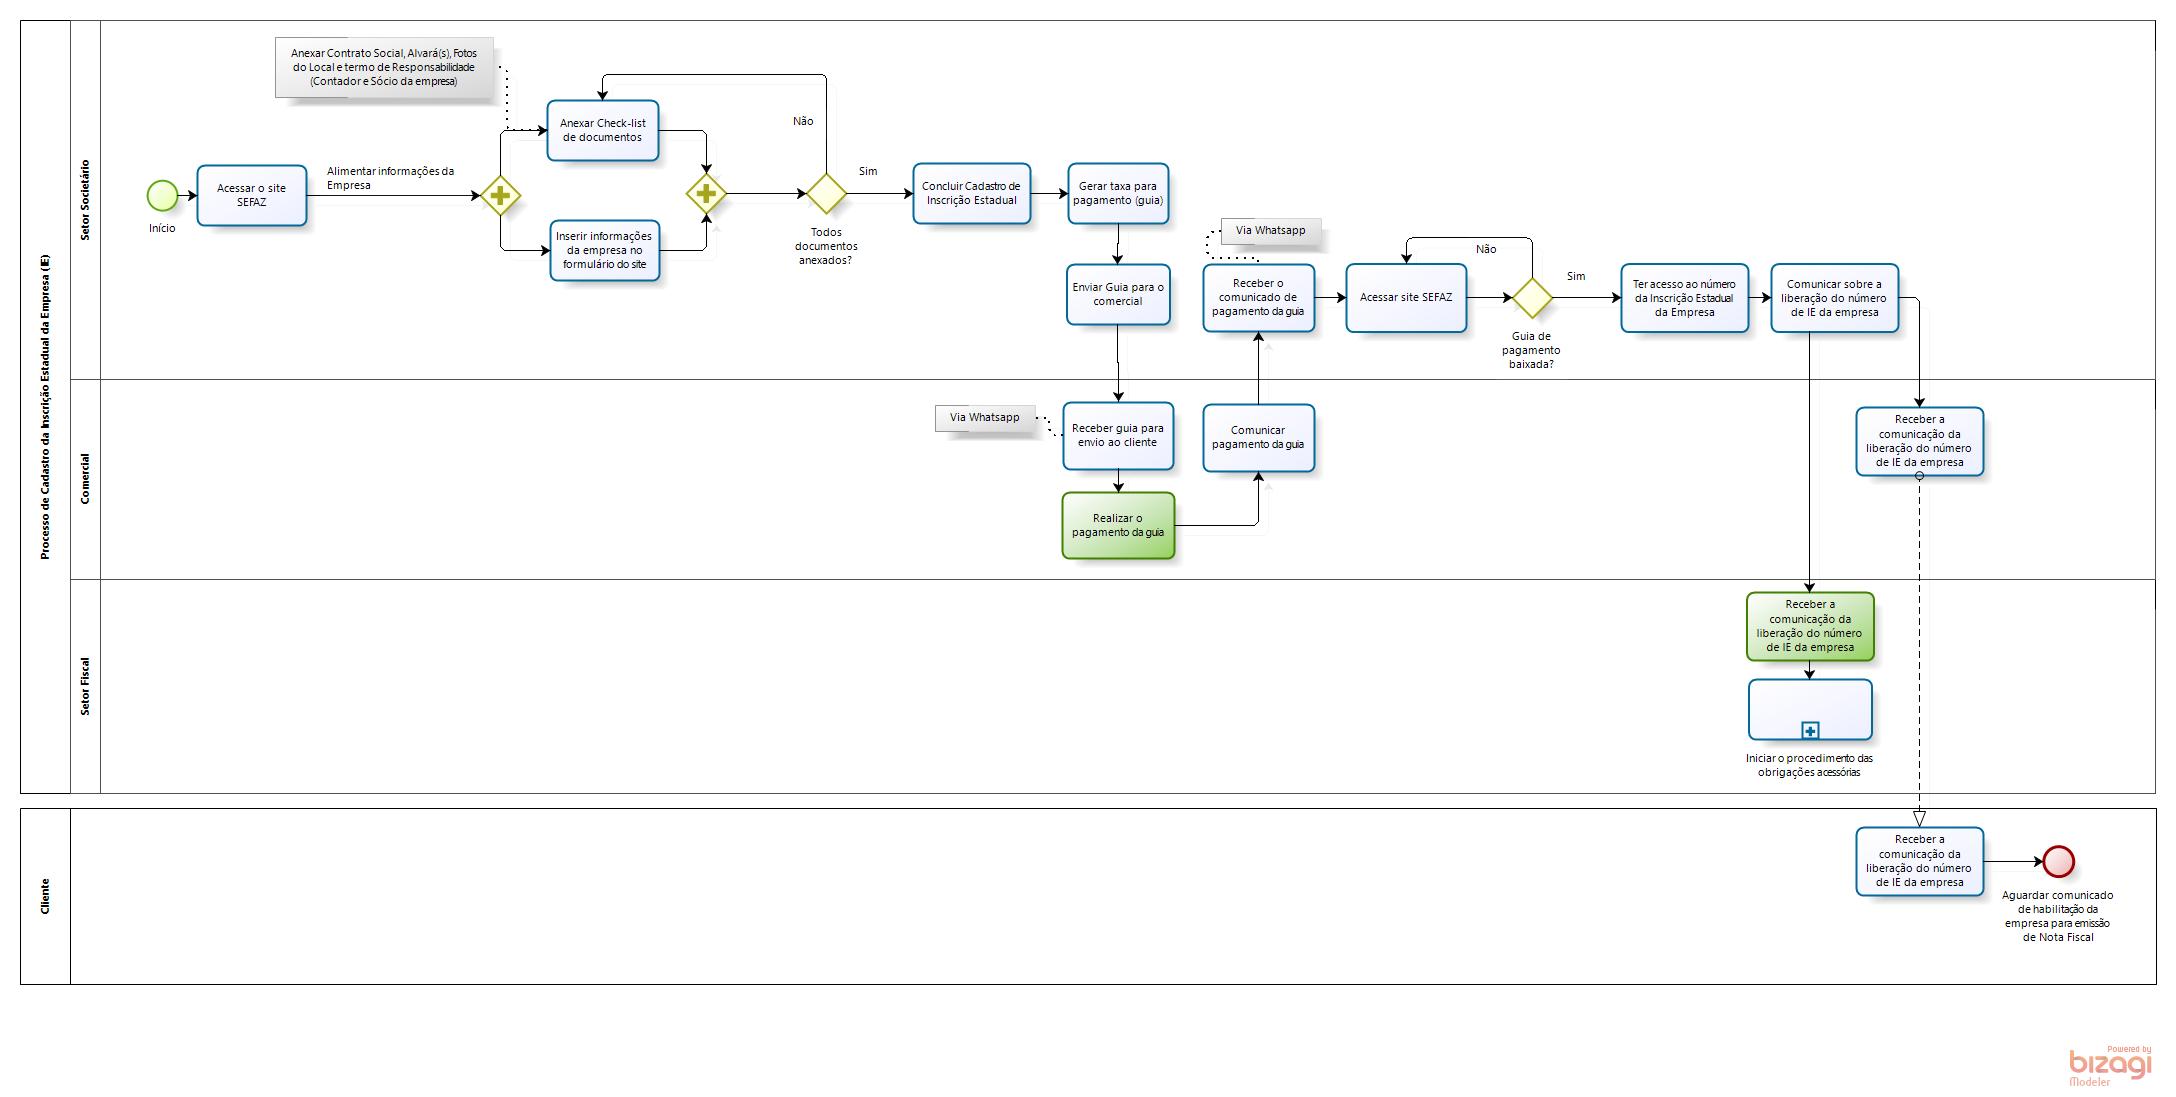 Processo de Cadastro da Inscrição Estadual da Empresa (IE)
Setor Societário
Anexar Contrato Social, Alvará(s), Fotos
do Local e termo de Responsabilidade
(Contador e Sócio da empresa)
Início
Acessar o site
SEFAZ
Alimentar informações da
Empresa
Anexar Check-list
de documentos
Inserir informações
da empresa no
formulário do site
Não
Sim
Todos
documentos
anexados?
Concluir Cadastro de
Inscrição Estadual
Gerar taxa para
pagamento (guia)
Enviar Guia para o
comercial
Via Whatsapp
Receber o
comunicado de
pagamento da guia
Acessar site SEFAZ
Não
Sim
Guia de
pagamento
baixada?
Ter acesso ao número
da Inscrição Estadual
da Empresa
Comunicar sobre a
liberação do número
de IE da empresa
Comercial
Via Whatsapp
Receber guia para
envio ao cliente
Realizar o
pagamento da guia
Comunicar
pagamento da guia
Receber a
comunicação da
liberação do número
de IE da empresa
Setor Fiscal
Receber a
comunicação da
liberação do número
de IE da empresa
Iniciar o procedimento das
obrigações acessórias
Cliente
Receber a
comunicação da
liberação do número
de IE da empresa
Aguardar comunicado
de habilitação da
empresa para emissão
de Nota Fiscal
Powered by
bizagi
Modeler